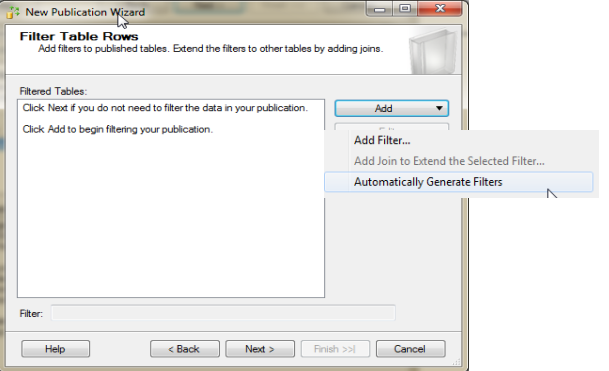 New Publication Wizard
Filter Table Rows
Add filters to published tables. Extend the filters to other tables by adding joins.
Filtered Tables:
Click Next if you do not need to filter the data in your publication.
Click Add to begin filtering your publication.
Add
Add Filter...
Add Join to Extend the Selected Filter...
Automatically Generate Filters
Filter:
Help
< Back
Next >
Finish >>|
Cancel